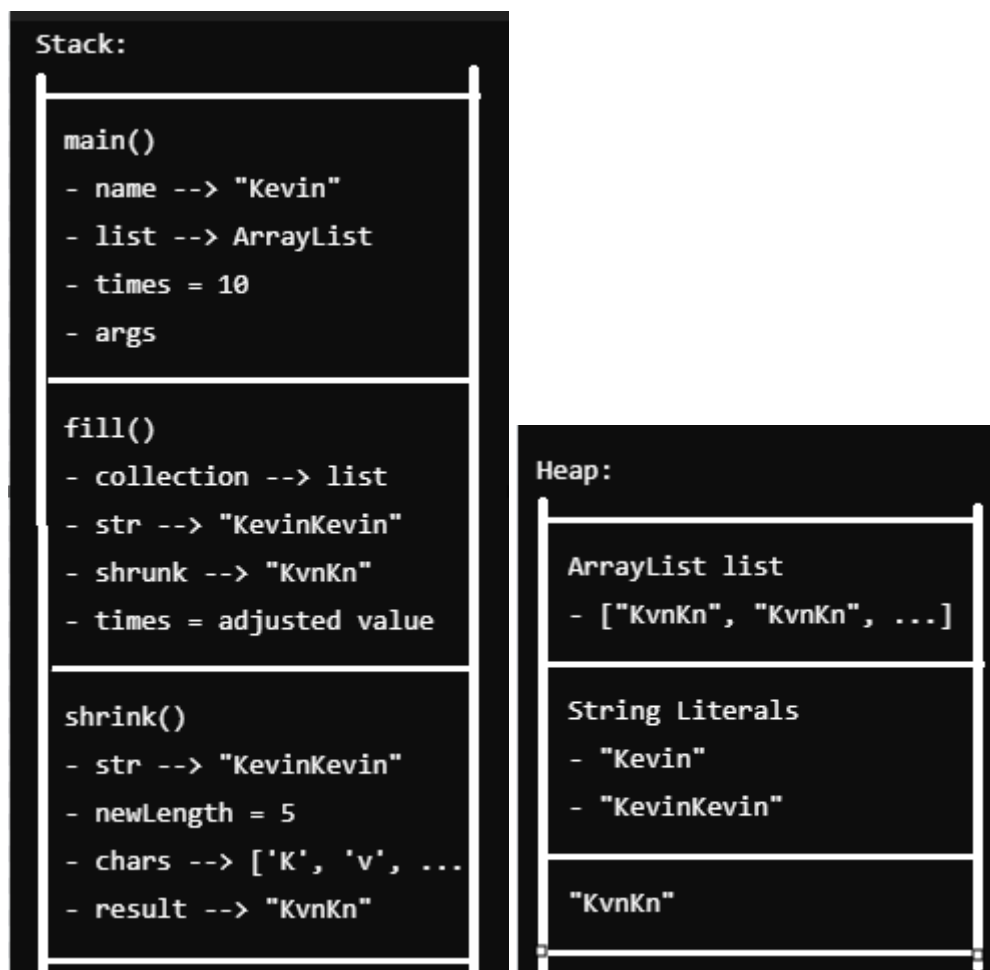 Stack:
main()
- name --> "Kevin"
- list --> ArrayList
- times = 10
- args
fill()
- collection --> list
- str --> "KevinKevin"
- shrunk --> "KvnKn"
- times = adjusted value
shrink()
- str --> "KevinKevin"
- newLength = 5
- chars --> ['K', 'v', ...
- result --> "KvnKn"
Heap:
ArrayList list
- ["KvnKn", "KvnKn", ...]
String Literals
- "Kevin"
- "KevinKevin"
"KvnKn"